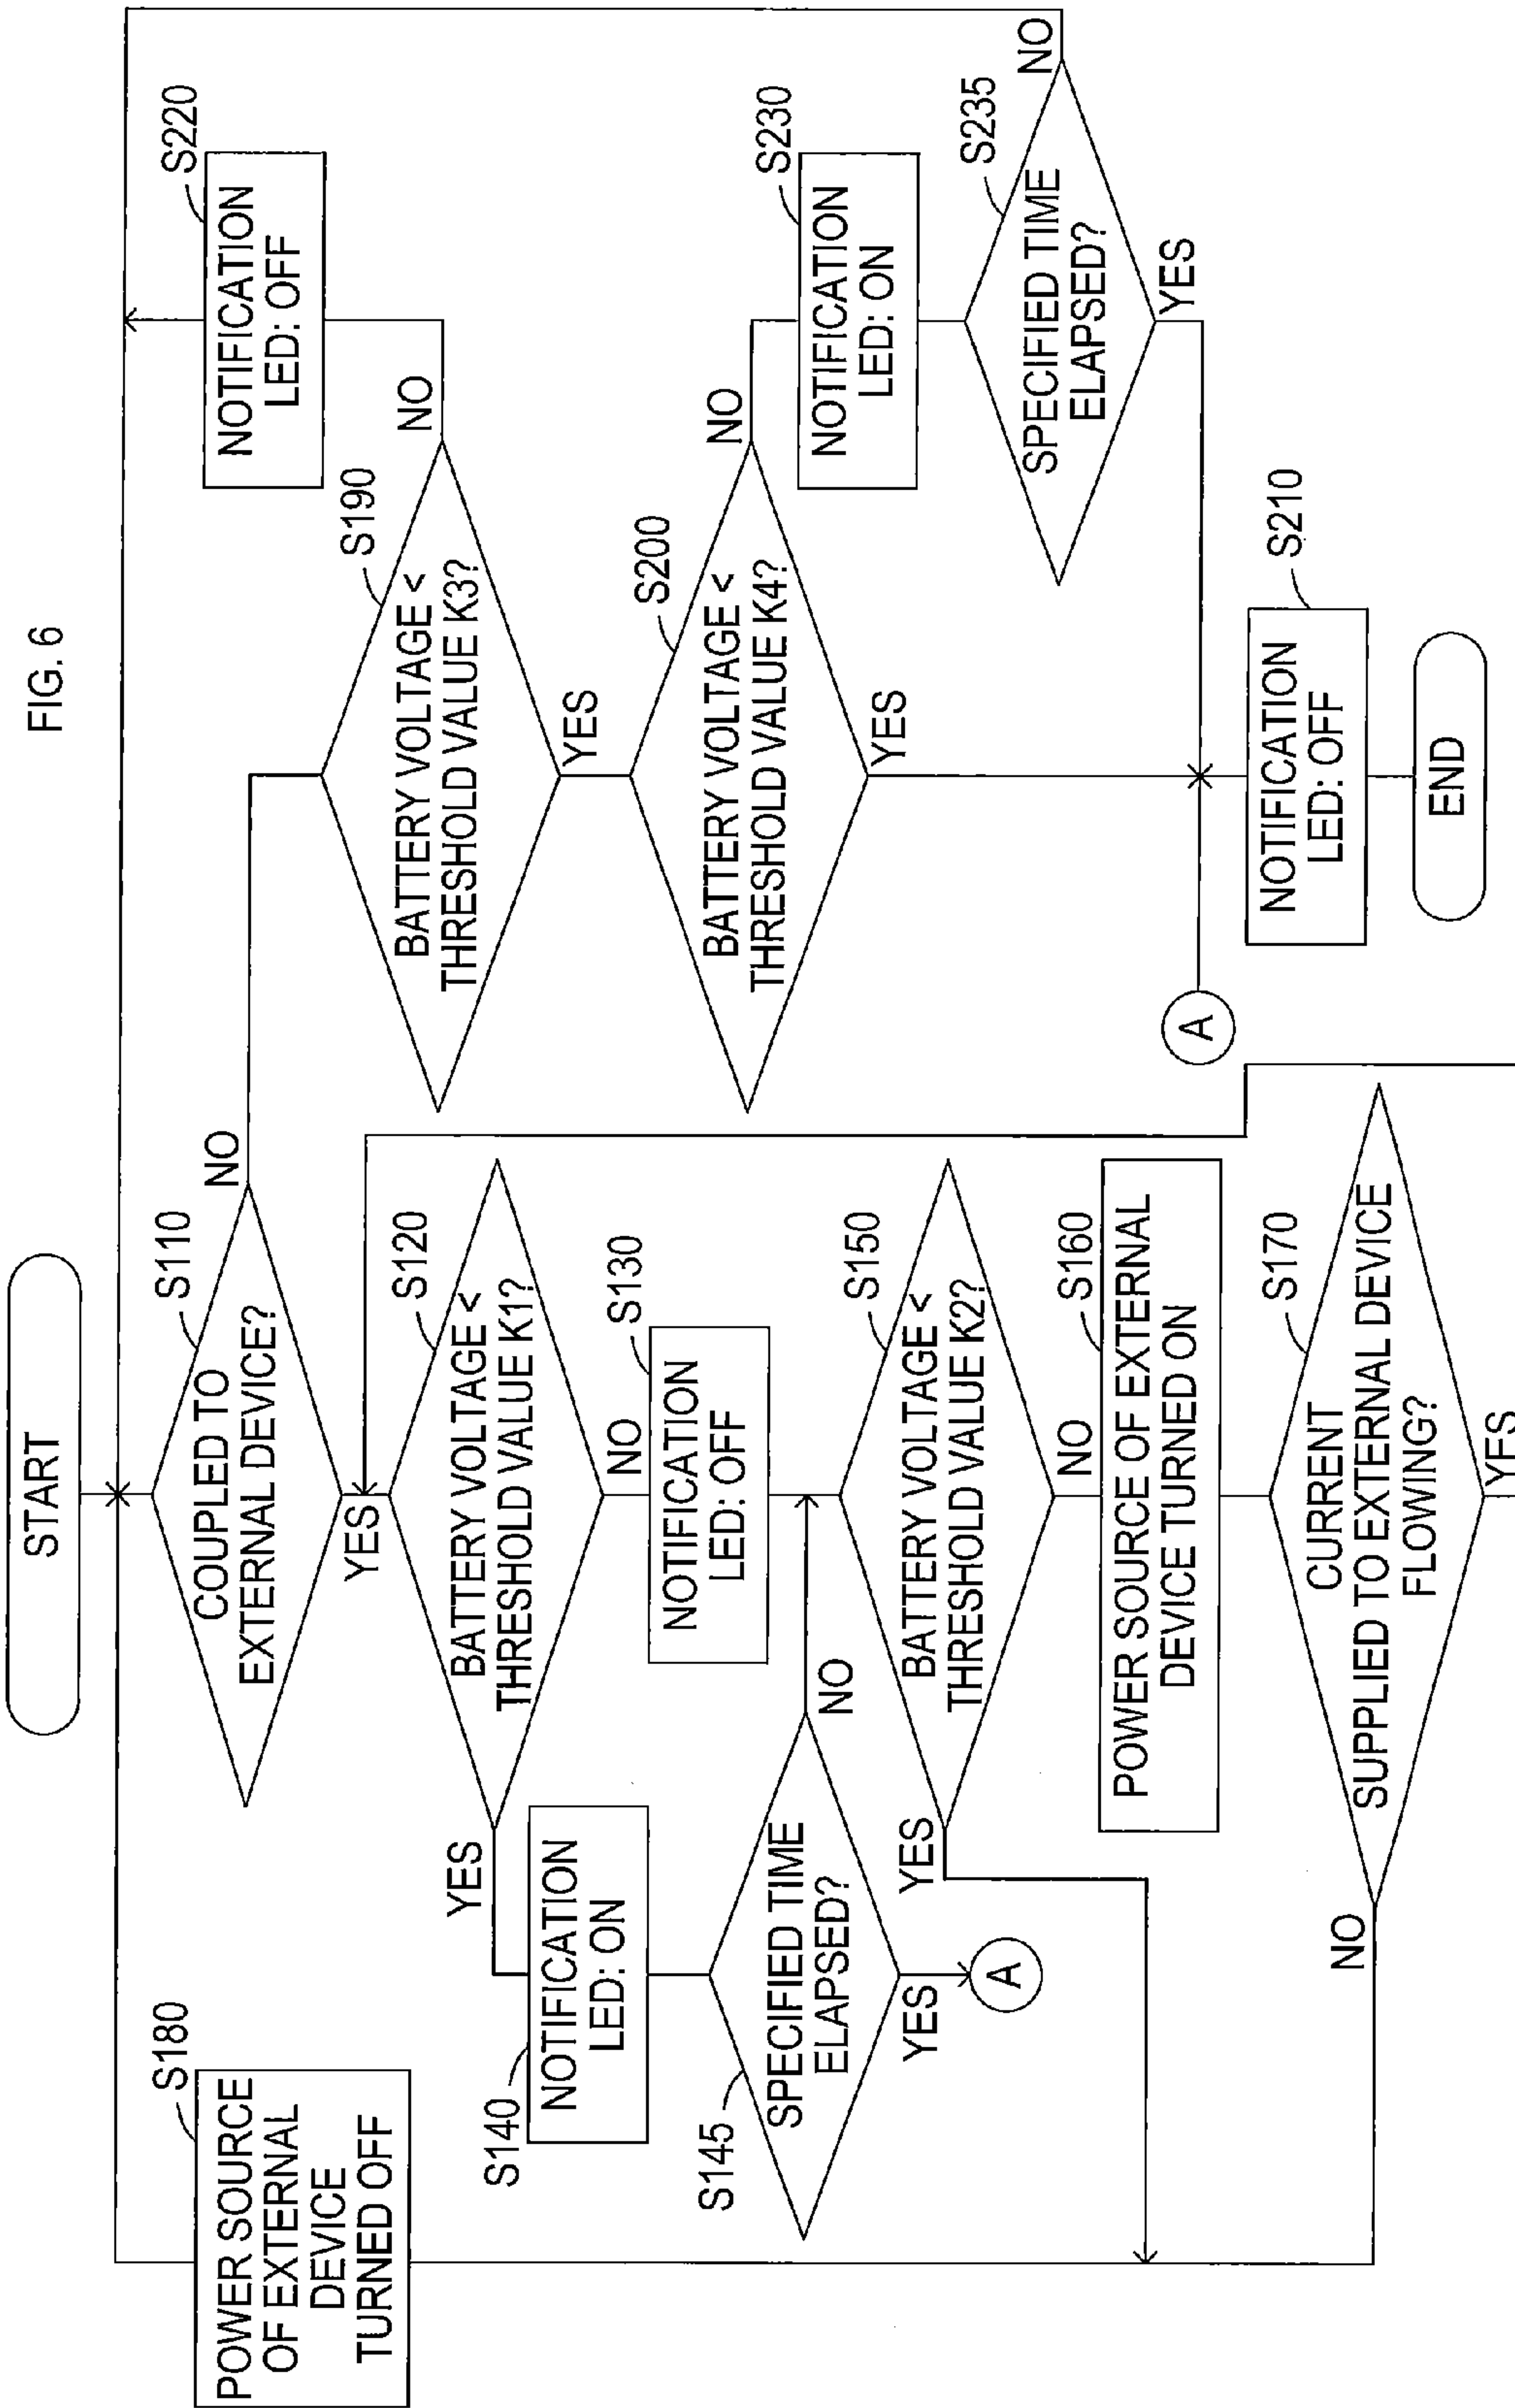 FIG. 6
START
S110
COUPLED TO
EXTERNAL DEVICE?
NO
YES
S120
BATTERY VOLTAGE <
THRESHOLD VALUE K1?
YES
NO
S130
NOTIFICATION
LED: OFF
S140
NOTIFICATION
LED: ON
S145
SPECIFIED TIME
ELAPSED?
NO
YES
A
S150
BATTERY VOLTAGE <
THRESHOLD VALUE K2?
YES
NO
S160
POWER SOURCE OF EXTERNAL
DEVICE TURNED ON
S170
CURRENT
SUPPLIED TO EXTERNAL DEVICE
FLOWING?
NO
YES
S180
POWER SOURCE
OF EXTERNAL
DEVICE
TURNED OFF
S190
BATTERY VOLTAGE <
THRESHOLD VALUE K3?
NO
YES
S220
NOTIFICATION
LED: OFF
S200
BATTERY VOLTAGE <
THRESHOLD VALUE K4?
NO
YES
S230
NOTIFICATION
LED: ON
S235
SPECIFIED TIME
ELAPSED?
NO
YES
A
S210
NOTIFICATION
LED: OFF
END